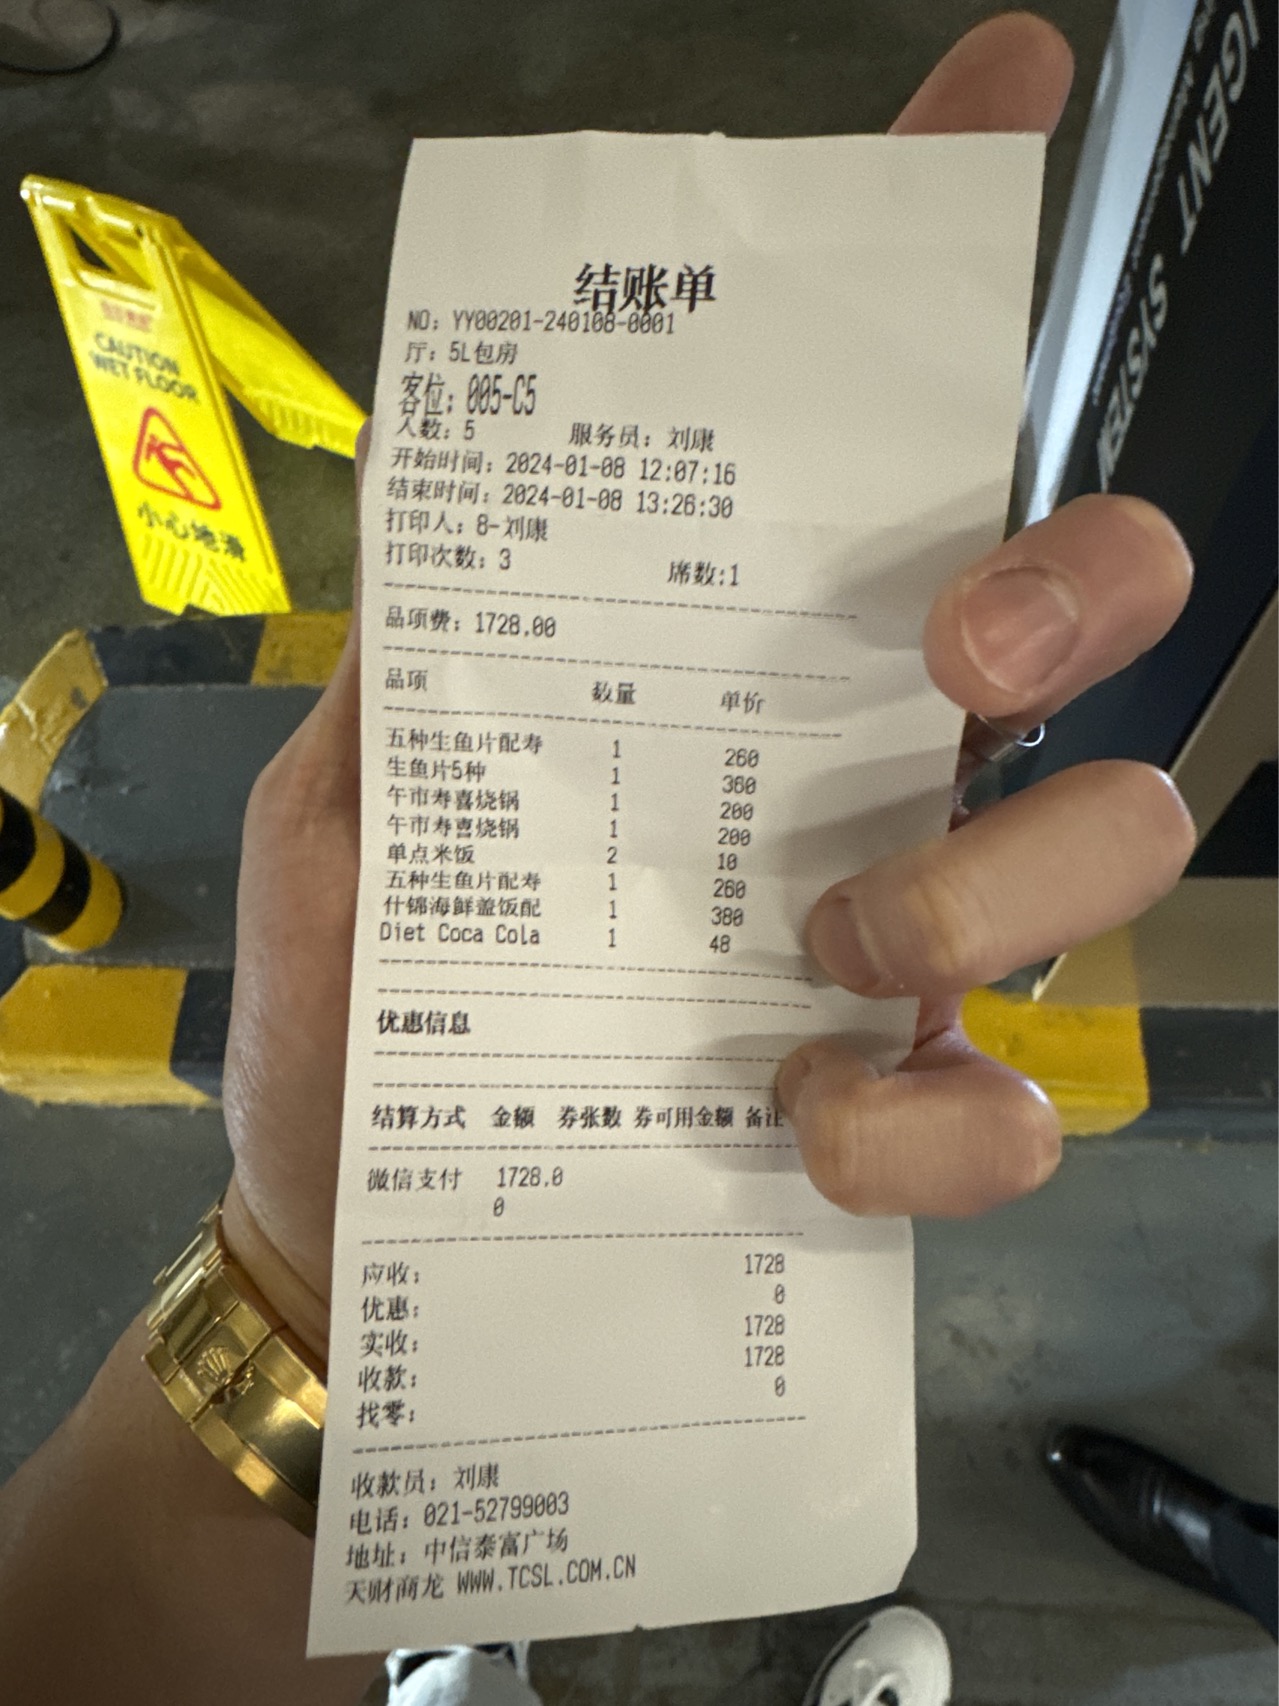 结账单
NO: YY00201-240108-0001
厅: 5L包房
客位: 005-C5
人数: 5 服务员: 刘康
开始时间: 2024-01-08 12:07:16
结束时间: 2024-01-08 13:26:30
打印人: 8-刘康
打印次数: 3 席数:1
品项费: 1728.00
品项 数量 单价
五种生鱼片配寿 1 260
生鱼片5种 1 360
午市寿喜烧锅 1 200
午市寿喜烧锅 1 200
单点米饭 2 10
五种生鱼片配寿 1 260
什锦海鲜盖饭配 1 380
Diet Coca Cola 1 48
优惠信息
结算方式 金额 券张数 券可用金额 备注
微信支付 1728.0
0
应收: 1728
优惠: 0
实收: 1728
收款: 1728
找零: 0
收款员: 刘康
电话: 021-52799003
地址: 中信泰富广场
天财商龙 WWW.TCSL.COM.CN
CAUTION
WET FLOOR
小心地滑
IGENT SYSTEM